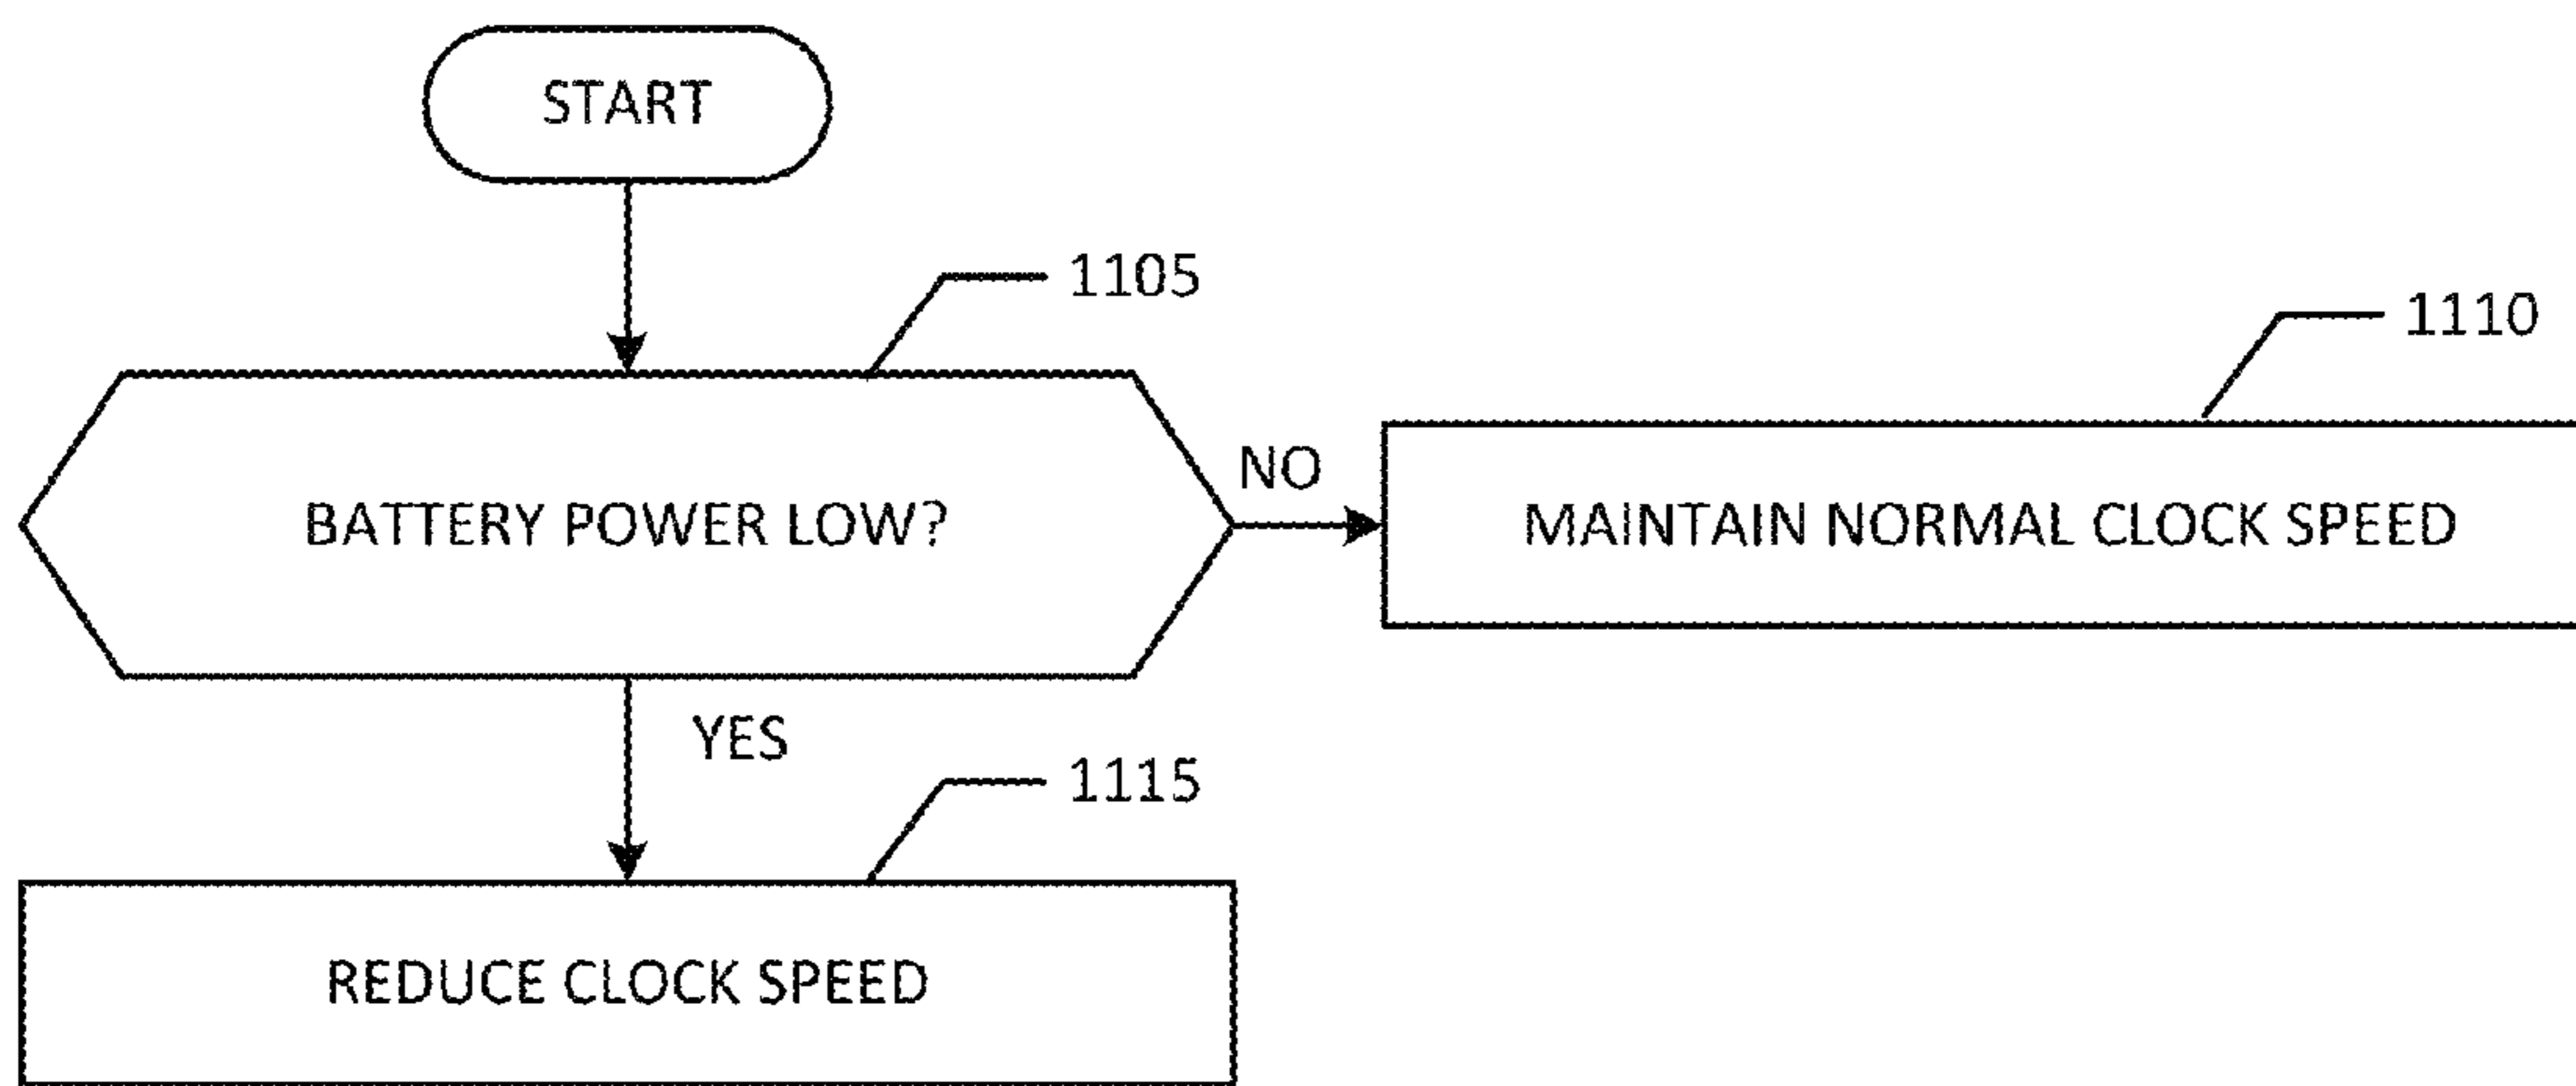 START
1105
1110
BATTERY POWER LOW?
NO
MAINTAIN NORMAL CLOCK SPEED
YES
1115
REDUCE CLOCK SPEED